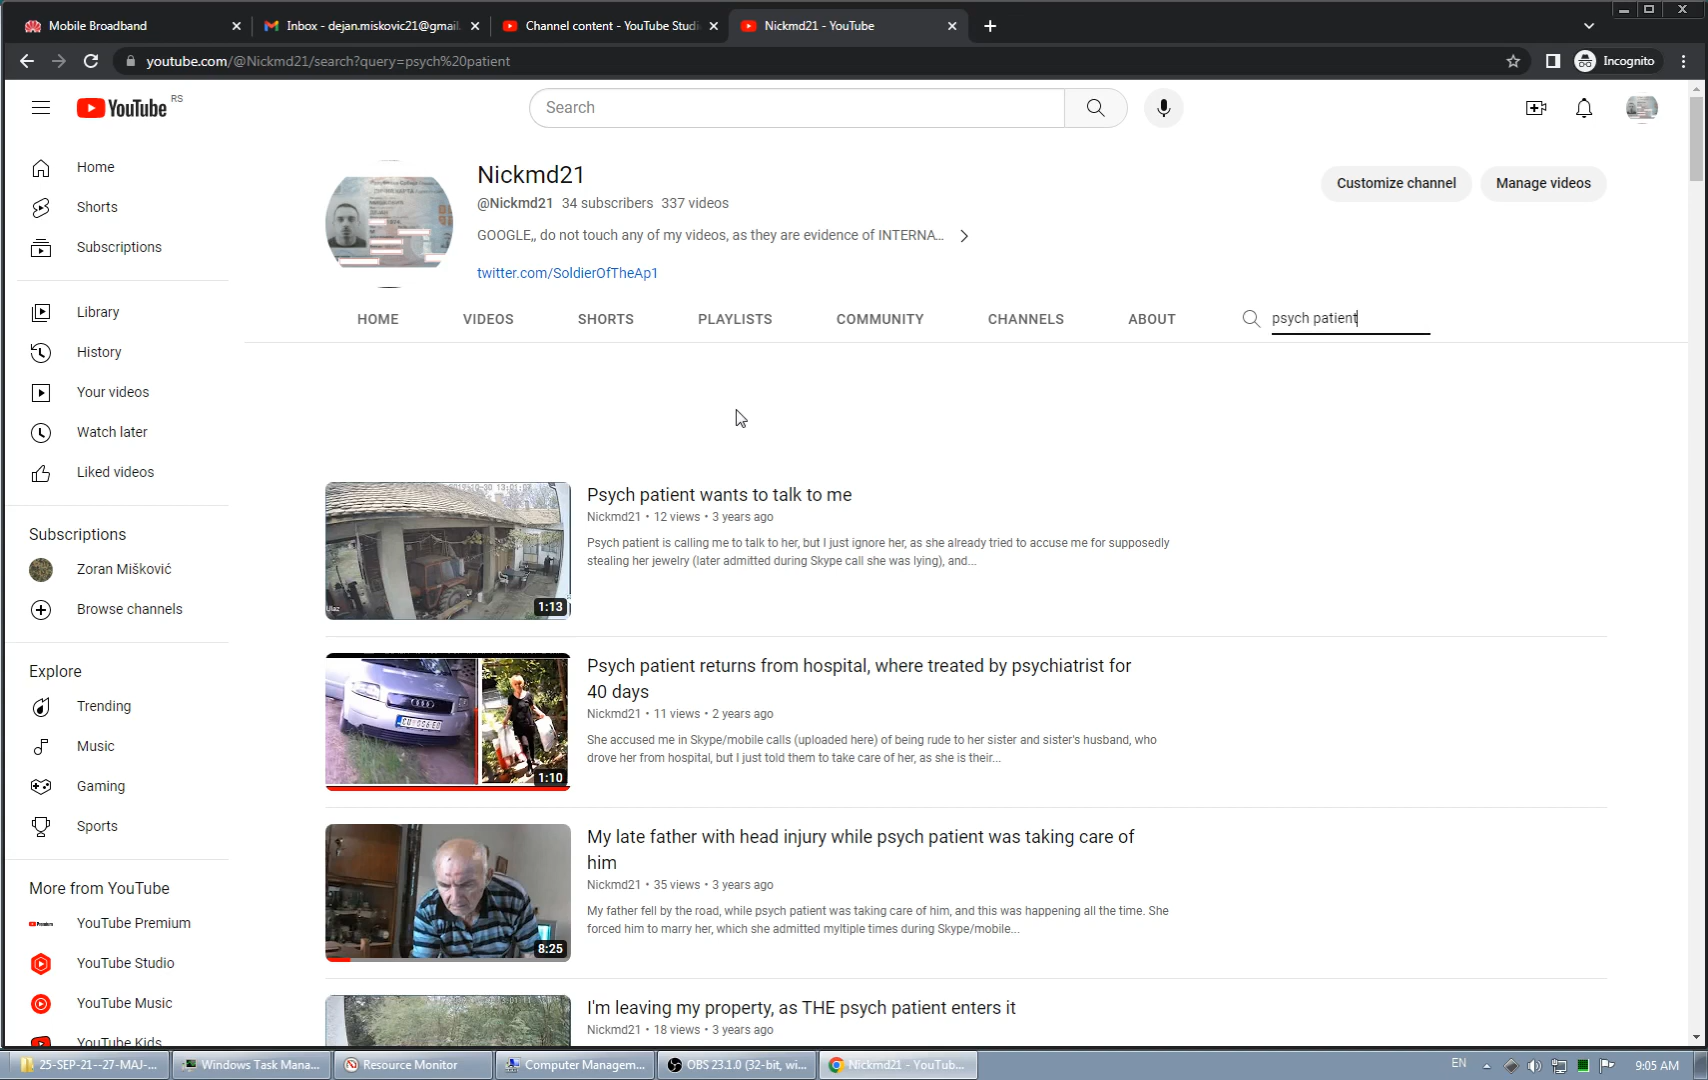 Mobile Broadband
Inbox - dejan.miskovic21@gmail.
Channel content - YouTube Studi
Nickmd21 - YouTube
youtube.com/@Nickmd21/search?query=psych%20patient
Incognito
YouTube RS
Search
Home
Shorts
Subscriptions
Library
History
Your videos
Watch later
Liked videos
Subscriptions
Zoran Mišković
Browse channels
Explore
Trending
Music
Gaming
Sports
More from YouTube
YouTube Premium
YouTube Studio
YouTube Music
YouTube Kids
Nickmd21
@Nickmd21 34 subscribers 337 videos
GOOGLE,, do not touch any of my videos, as they are evidence of INTERNA...
twitter.com/SoldierOfTheAp1
Customize channel
Manage videos
HOME VIDEOS SHORTS PLAYLISTS COMMUNITY CHANNELS ABOUT psych patient
1:13
Psych patient wants to talk to me
Nickmd21 • 12 views • 3 years ago
Psych patient is calling me to talk to her, but I just ignore her, as she already tried to accuse me for supposedly
stealing her jewelry (later admitted during Skype call she was lying), and...
1:10
Psych patient returns from hospital, where treated by psychiatrist for
40 days
Nickmd21 • 11 views • 2 years ago
She accused me in Skype/mobile calls (uploaded here) of being rude to her sister and sister's husband, who
drove her from hospital, but I just told them to take care of her, as she is their...
8:25
My late father with head injury while psych patient was taking care of
him
Nickmd21 • 35 views • 3 years ago
My father fell by the road, while psych patient was taking care of him, and this was happening all the time. She
forced him to marry her, which she admitted myltiple times during Skype/mobile...
I'm leaving my property, as THE psych patient enters it
Nickmd21 • 18 views • 3 years ago
25-SEP-21--27-MAJ-...
Windows Task Mana...
Resource Monitor
Computer Managem...
OBS 23.1.0 (32-bit, wi...
Nickmd21 - YouTub...
EN
9:05 AM